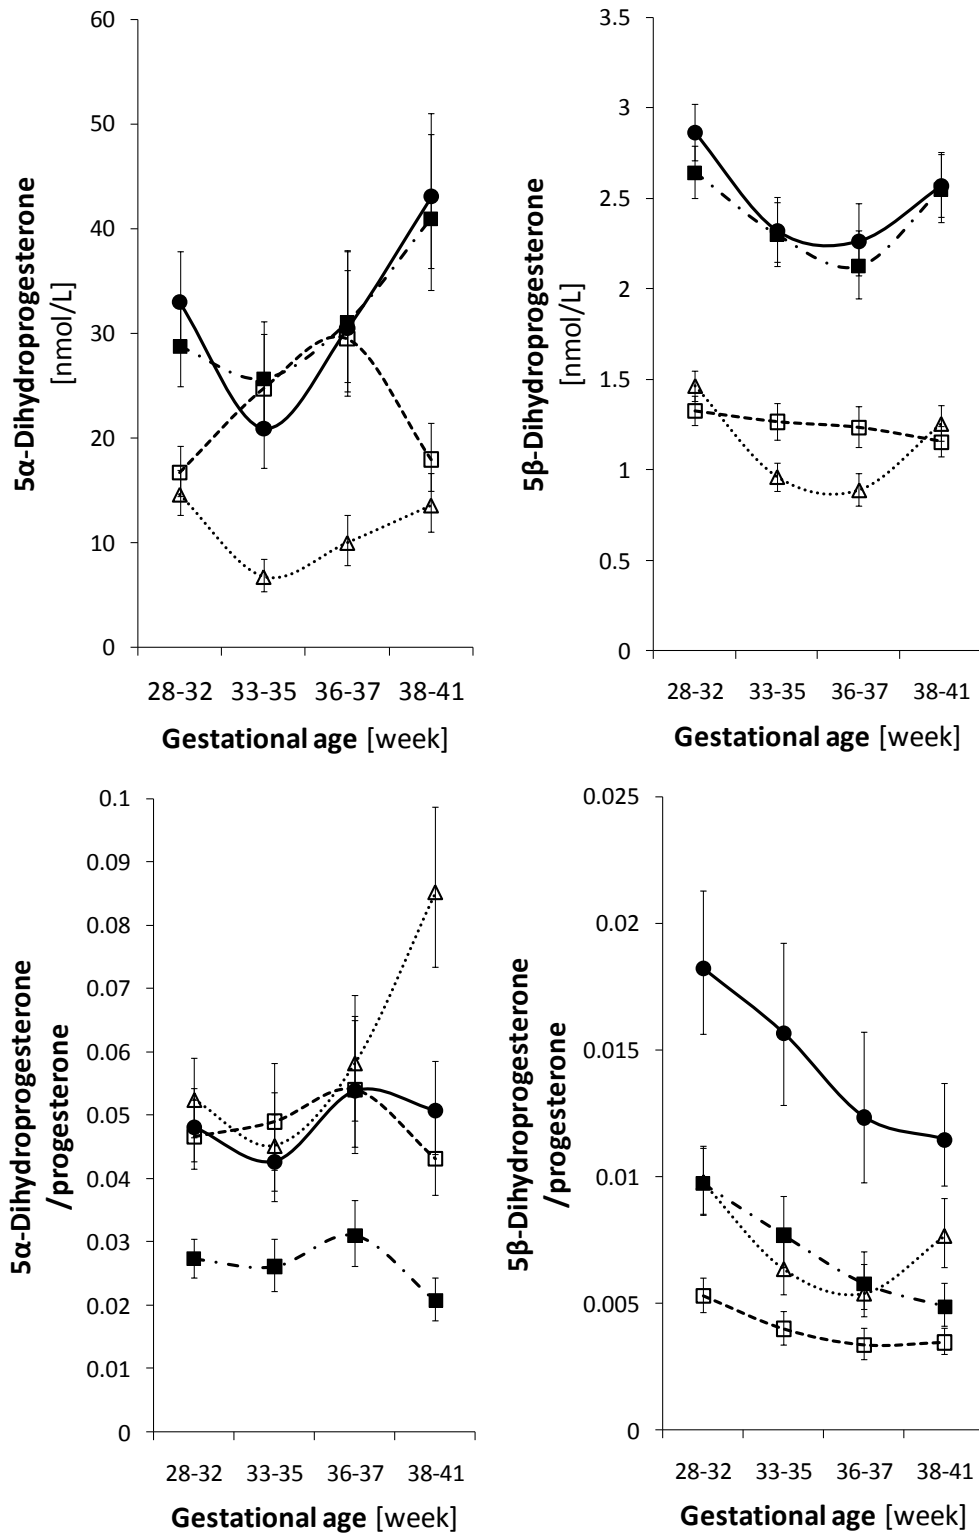 5α-Dihydroprogesterone
[nmol/L]
60
50
40
30
20
10
0
28-32 33-35 36-37 38-41
Gestational age [week]
5β-Dihydroprogesterone
[nmol/L]
3.5
3
2.5
2
1.5
1
0.5
0
28-32 33-35 36-37 38-41
Gestational age [week]
5α-Dihydroprogesterone
/progesterone
0.1
0.09
0.08
0.07
0.06
0.05
0.04
0.03
0.02
0.01
0
28-32 33-35 36-37 38-41
Gestational age [week]
5β-Dihydroprogesterone
/progesterone
0.025
0.02
0.015
0.01
0.005
0
28-32 33-35 36-37 38-41
Gestational age [week]